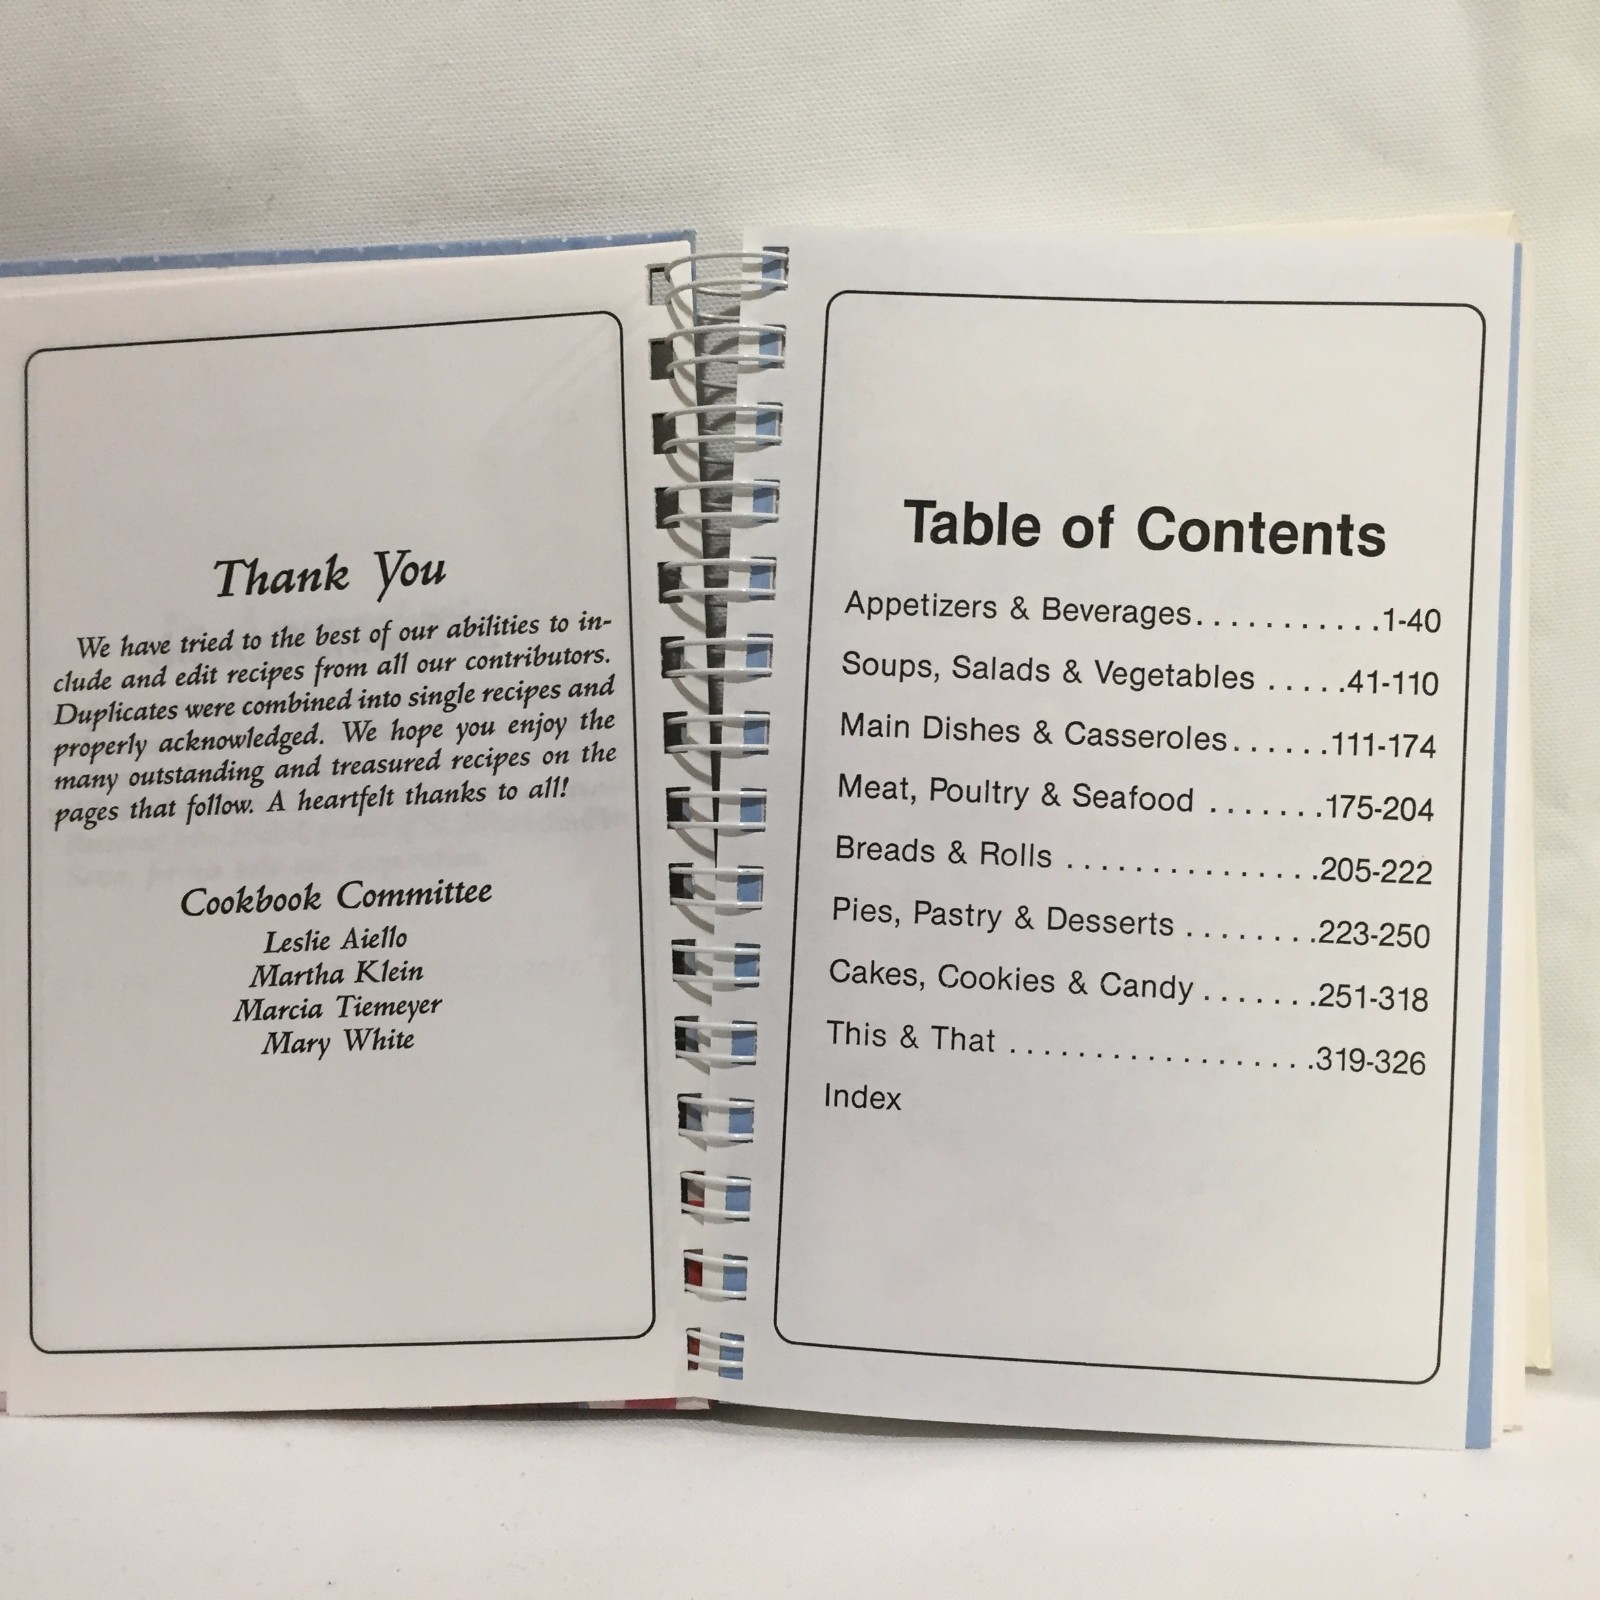 Thank You
We have tried to the best of our abilities to in-
clude and edit recipes from all our contributors.
Duplicates were combined into single recipes and
properly acknowledged. We hope you enjoy the
many outstanding and treasured recipes on the
pages that follow. A heartfelt thanks to all!
Cookbook Committee
Leslie Aiello
Martha Klein
Marcia Tiemeyer
Mary White
Table of Contents
Appetizers & Beverages...........1-40
Soups, Salads & Vegetables .....41-110
Main Dishes & Casseroles......111-174
Meat, Poultry & Seafood .......175-204
Breads & Rolls ...............205-222
Pies, Pastry & Desserts ........223-250
Cakes, Cookies & Candy .......251-318
This & That ..................319-326
Index